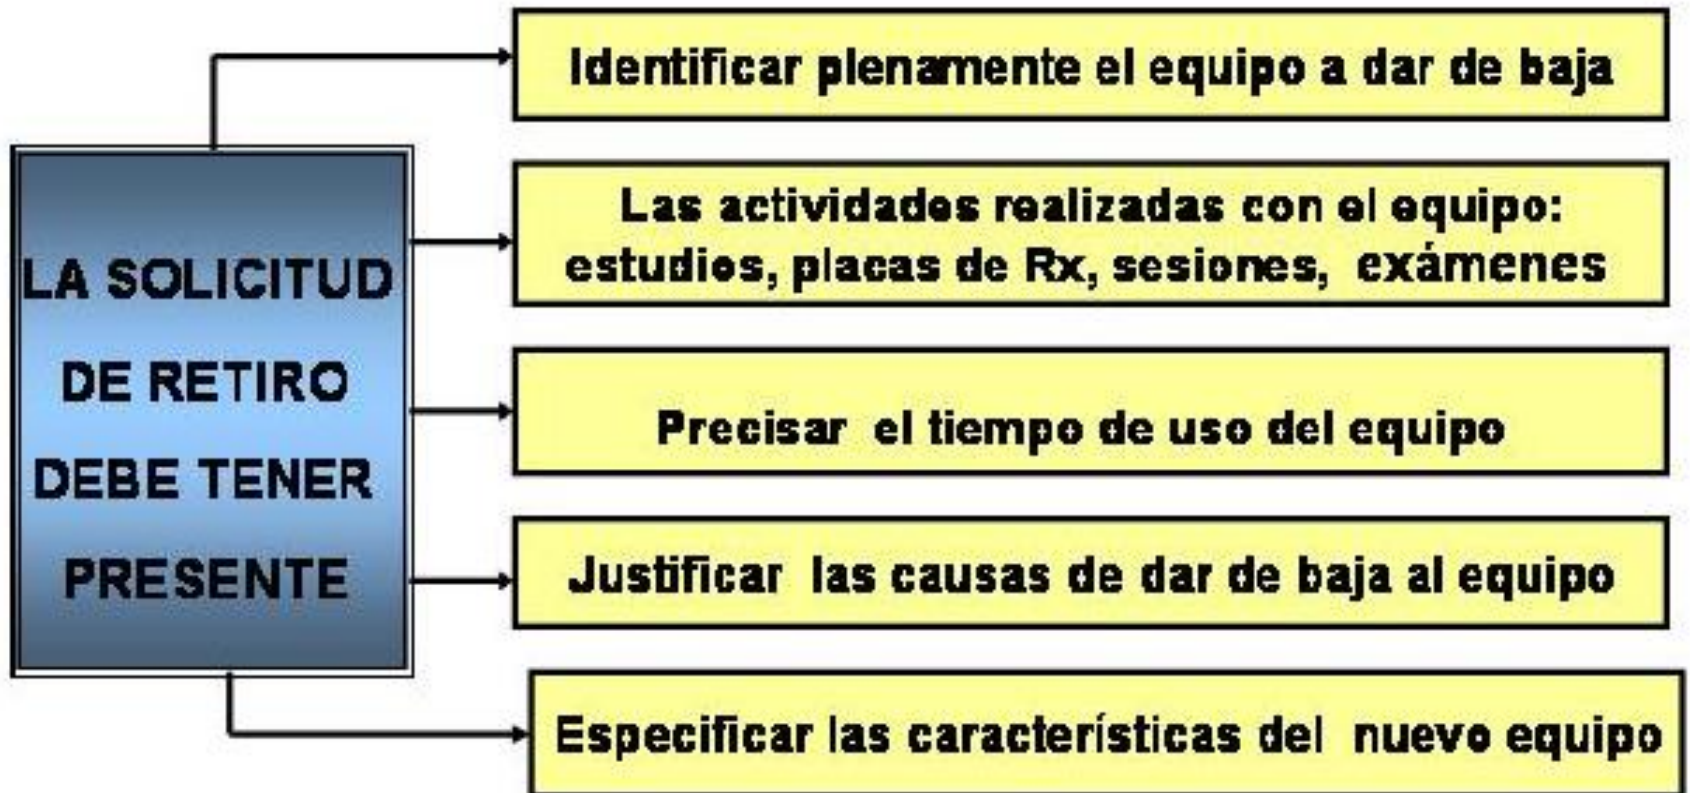 LA SOLICITUD
DE RETIRO
DEBE TENER
PRESENTE
Identificar plenamente el equipo a dar de baja
Las actividades realizadas con el equipo:
estudios, placas de Rx, sesiones, exámenes
Precisar el tiempo de uso del equipo
Justificar las causas de dar de baja al equipo
Especificar las características del nuevo equipo